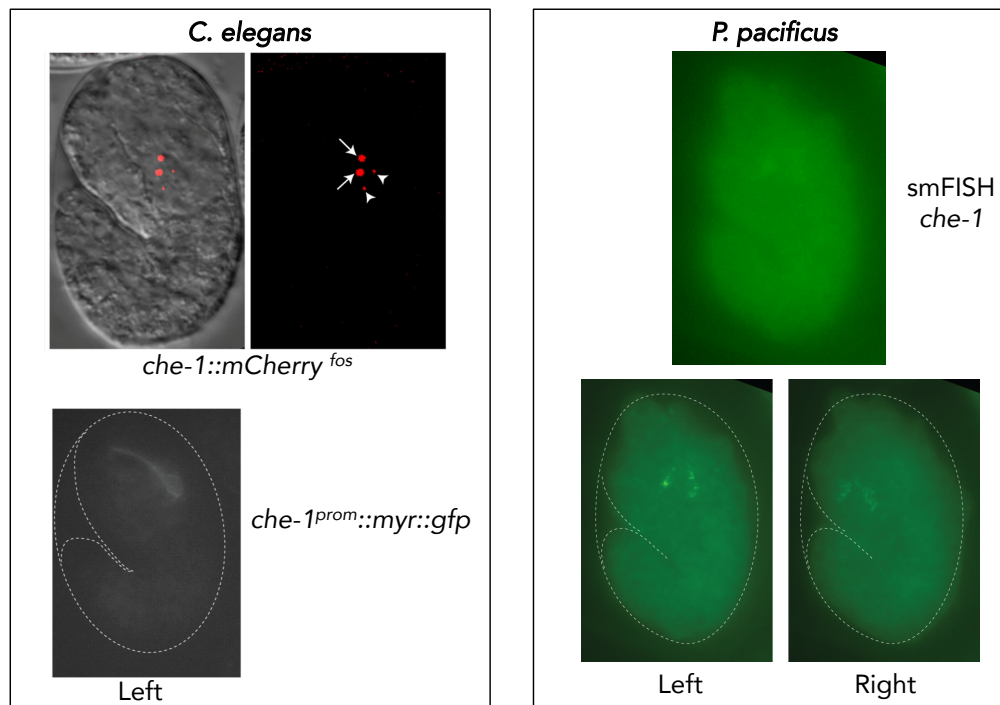 C. elegans
che-1::mCherry fos
che-1prom::myr::gfp
Left
P. pacificus
smFISH
che-1
Left
Right